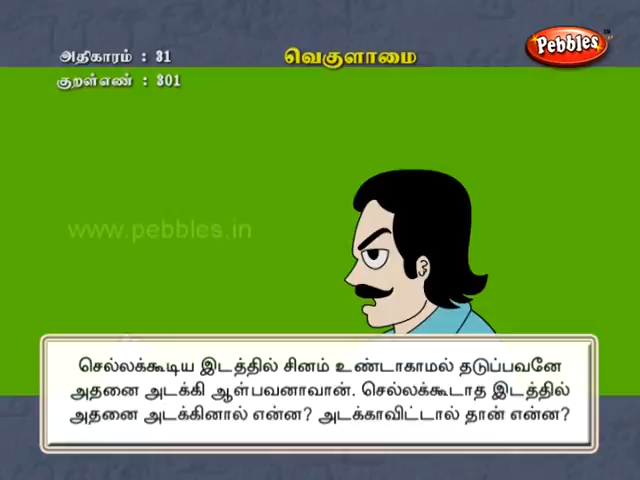 அதிகாரம் : 31
வெகுளாமை
Pebbles
குறள்எண் : 301
www.pebbles.in
செல்லக்கூடிய இடத்தில் சினம் உண்டாகாமல் தடுப்பவனே
அதனை அடக்கி ஆள்பவனாவான். செல்லக்கூடாத இடத்தில்
அதனை அடக்கினால் என்ன? அடக்காவிட்டால் தான் என்ன?